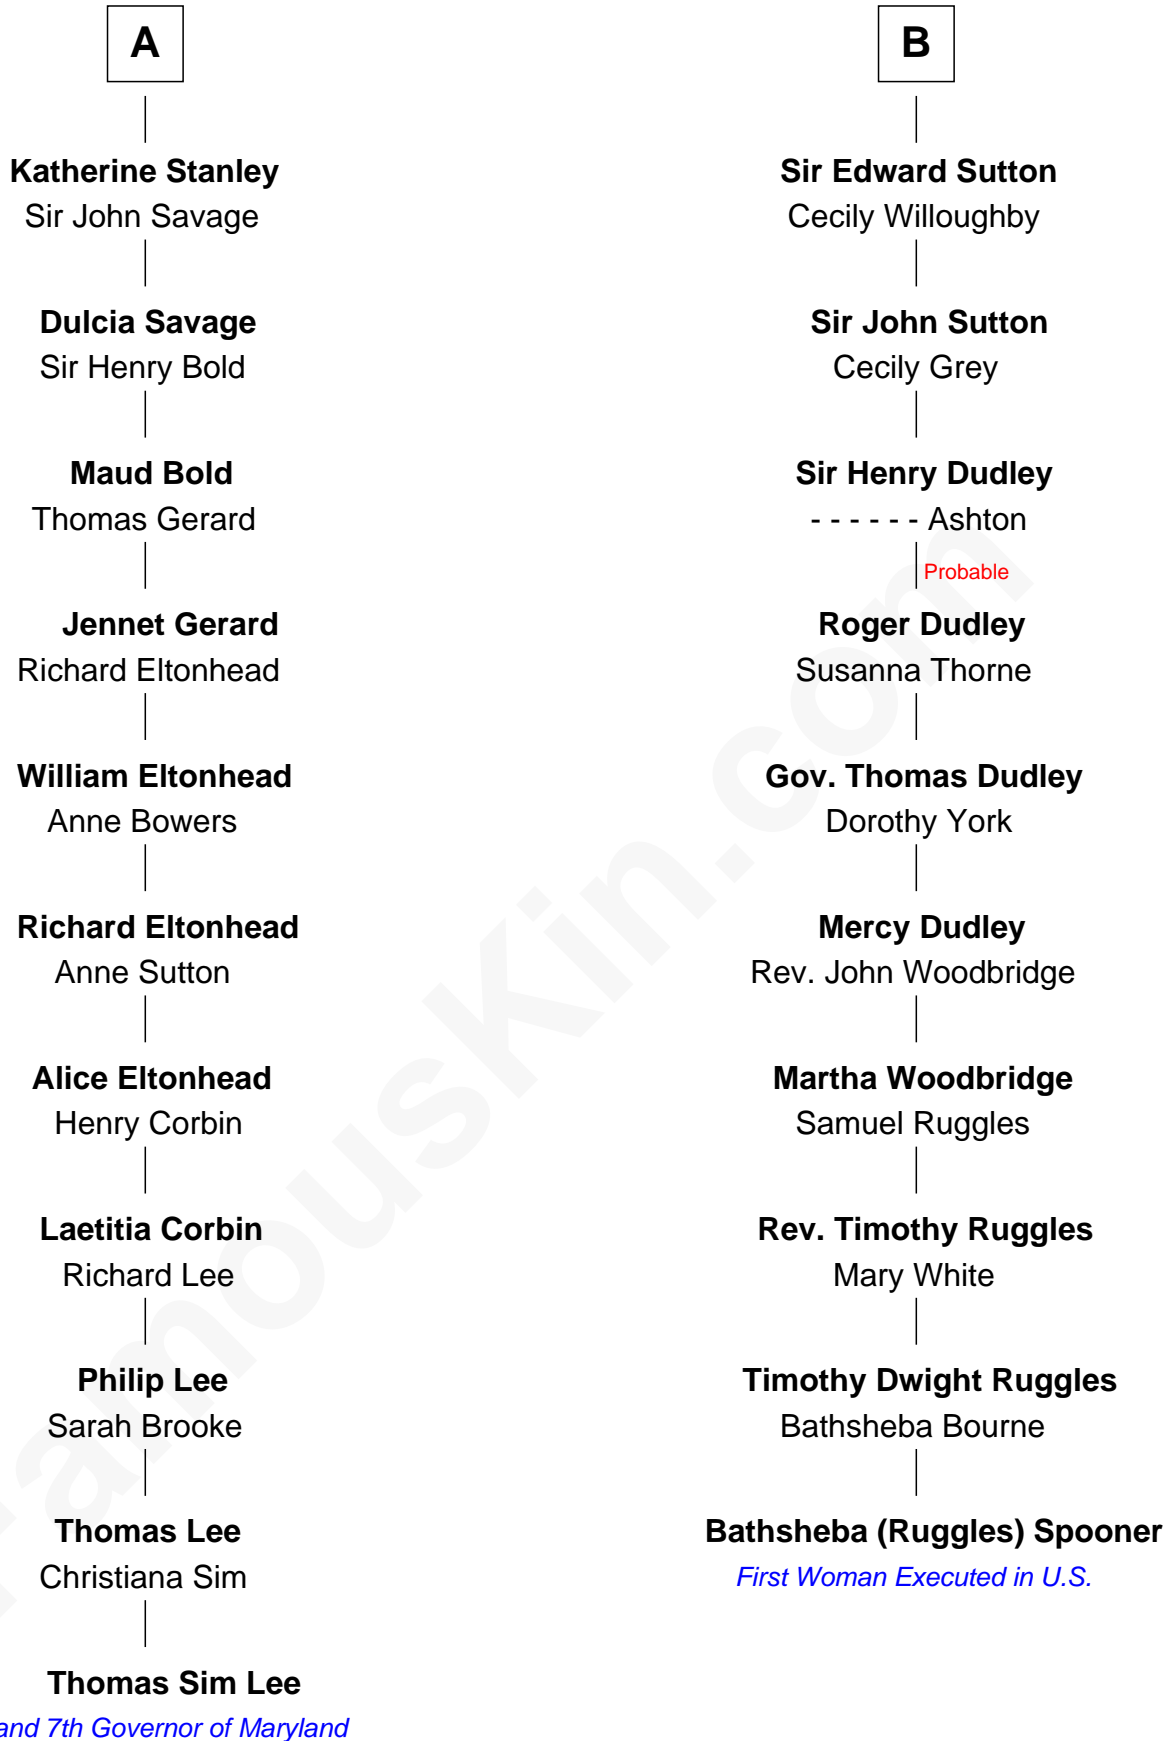 A
Katherine Stanley
Sir John Savage
Dulcia Savage
Sir Henry Bold
Maud Bold
Thomas Gerard
Jennet Gerard
Richard Eltonhead
William Eltonhead
Anne Bowers
Richard Eltonhead
Anne Sutton
Alice Eltonhead
Henry Corbin
Laetitia Corbin
Richard Lee
Philip Lee
Sarah Brooke
Thomas Lee
Christiana Sim
Thomas Sim Lee
and 7th Governor of Maryland
B
Sir Edward Sutton
Cecily Willoughby
Sir John Sutton
Cecily Grey
Sir Henry Dudley
- - - - - - Ashton
Probable
Roger Dudley
Susanna Thorne
Gov. Thomas Dudley
Dorothy York
Mercy Dudley
Rev. John Woodbridge
Martha Woodbridge
Samuel Ruggles
Rev. Timothy Ruggles
Mary White
Timothy Dwight Ruggles
Bathsheba Bourne
Bathsheba (Ruggles) Spooner
First Woman Executed in U.S.
FamousKin.com